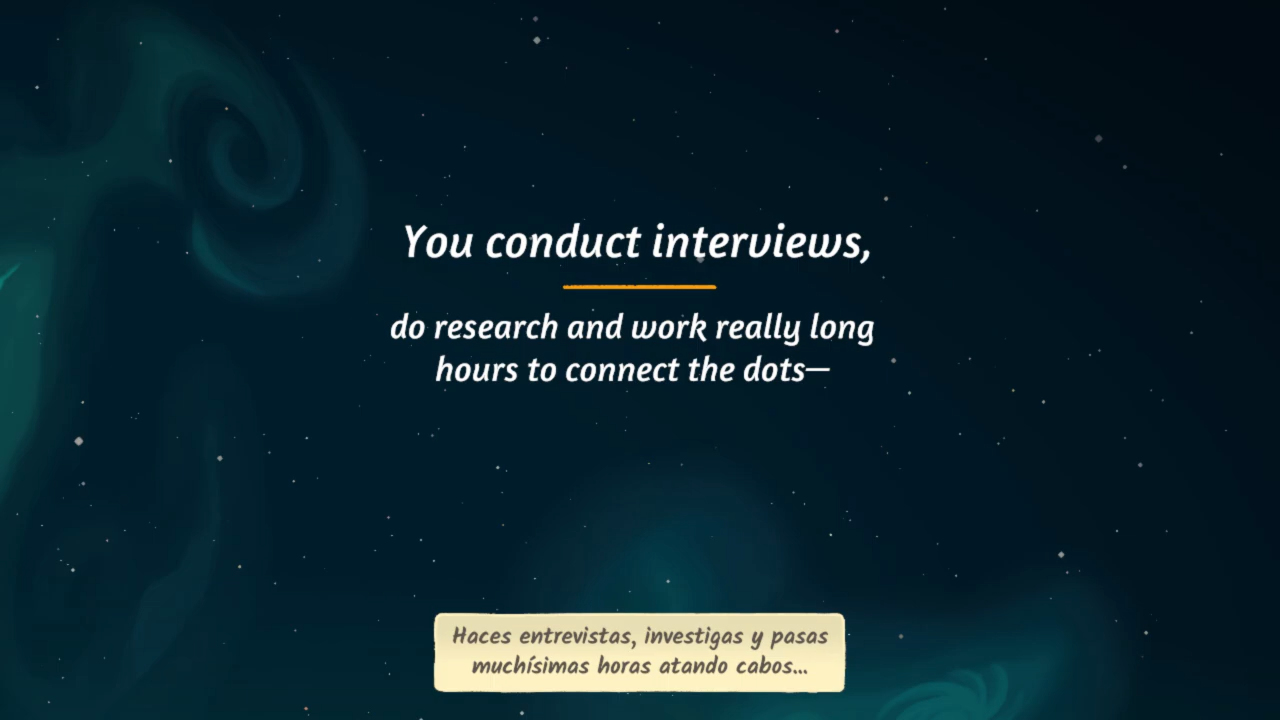 You conduct interviews,
do research and work really long
hours to connect the dots—
Haces entrevistas, investigas y pasas
muchísimas horas atando cabos...